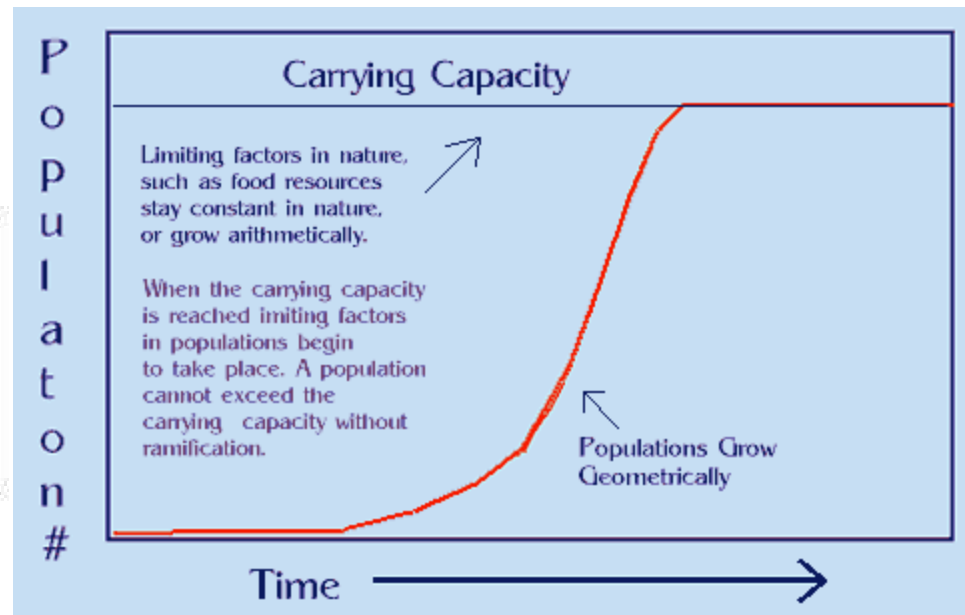 Populaton#
Carrying Capacity
Limiting factors in nature,
such as food resources
stay constant in nature,
or grow arithmetically.
When the carrying capacity
is reached imiting factors
in populations begin
to take place. A population
cannot exceed the
carrying capacity without
ramification.
Populations Grow
Geometrically
Time